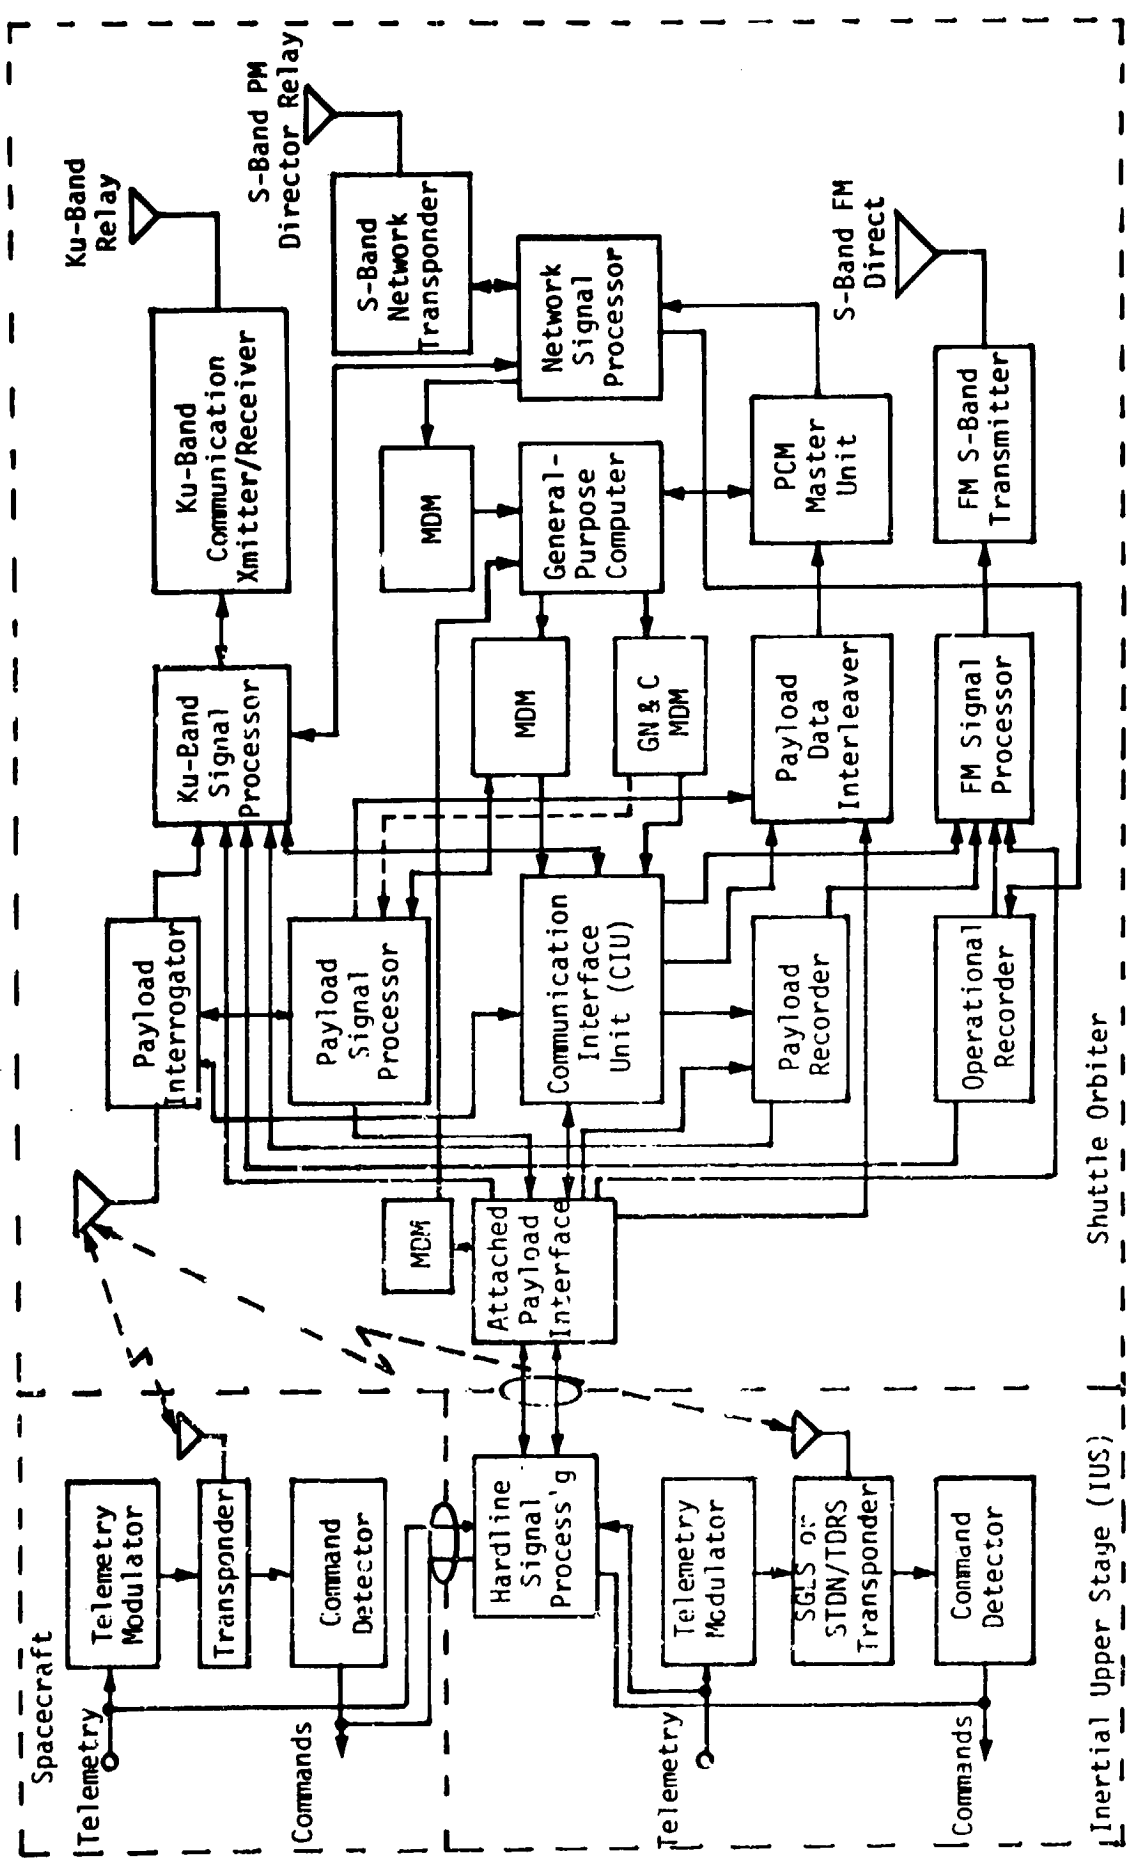 Spacecraft
Telemetry
Telemetry
Modulator
Transponder
Command
Detector
Commands
Hardline
Signal
Process'g
Telemetry
Telemetry
Modulator
SGLS or
STDN/TDRS
Transponder
Command
Detector
Commands
Inertial Upper Stage (IUS)
Payload
Interrogator
Payload
Signal
Processor
MDM
Attached
Payload
Interface
Communication
Interface
Unit (CIU)
Payload
Recorder
Operational
Recorder
Shuttle Orbiter
Ku-Band
Signal
Processor
MDM
GN & C
MDM
Payload
Data
Interleaver
FM Signal
Processor
Ku-Band
Communication
Xmitter/Receiver
MDM
General-
Purpose
Computer
PCM
Master
Unit
FM S-Band
Transmitter
Ku-Band
Relay
S-Band PM
Director Relay
S-Band
Network
Transponder
Network
Signal
Processor
S-Band FM
Direct